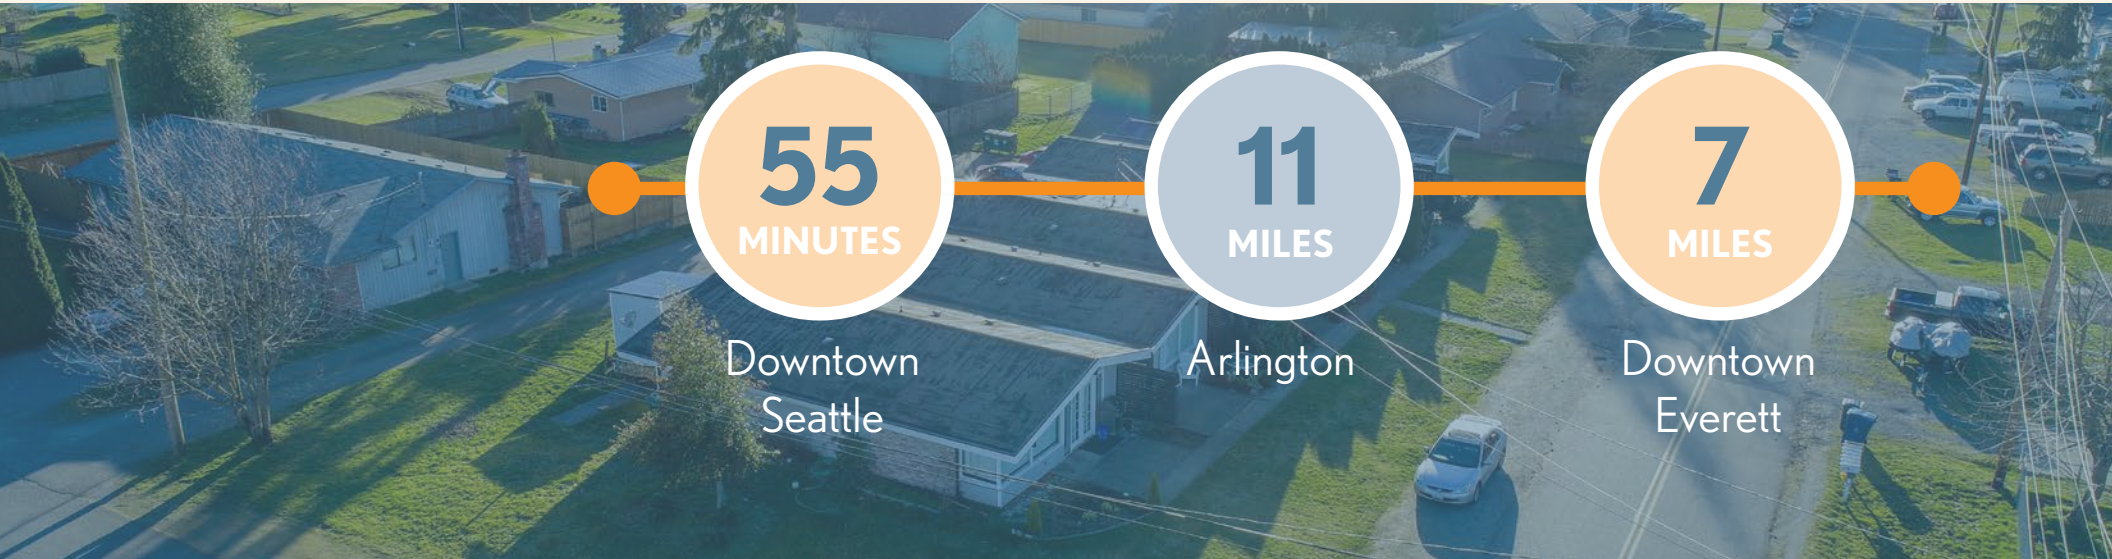 55
MINUTES
Downtown
Seattle
11
MILES
Arlington
7
MILES
Downtown
Everett